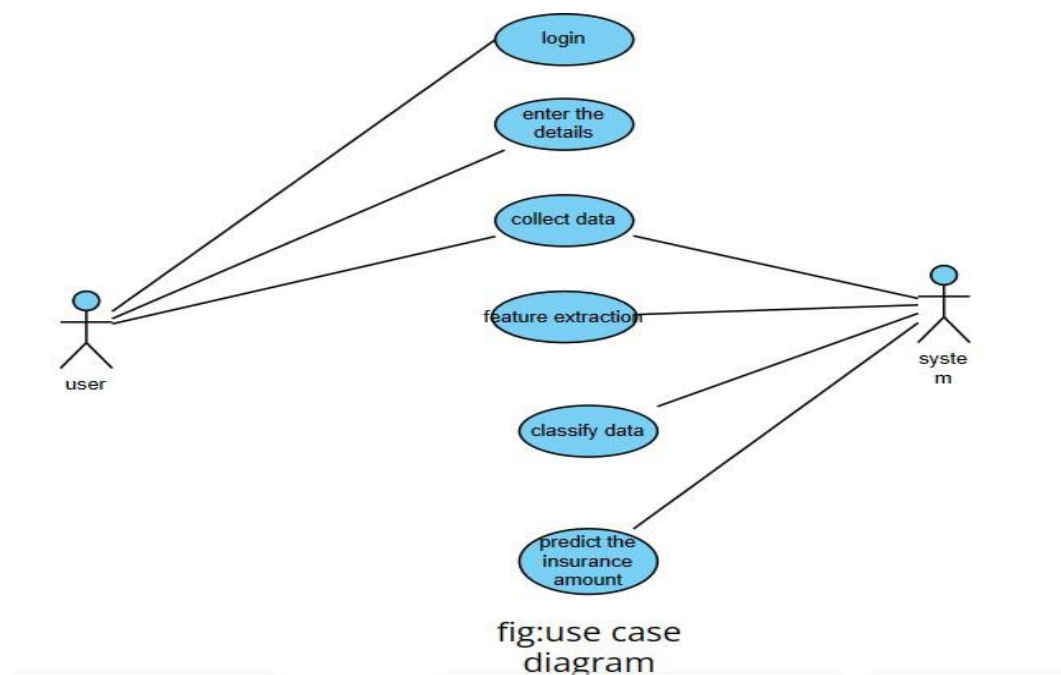 login
enter the
details
collect data
feature extraction
user
syste
m
classify data
predict the
insurance
amount
fig:use case
diagram